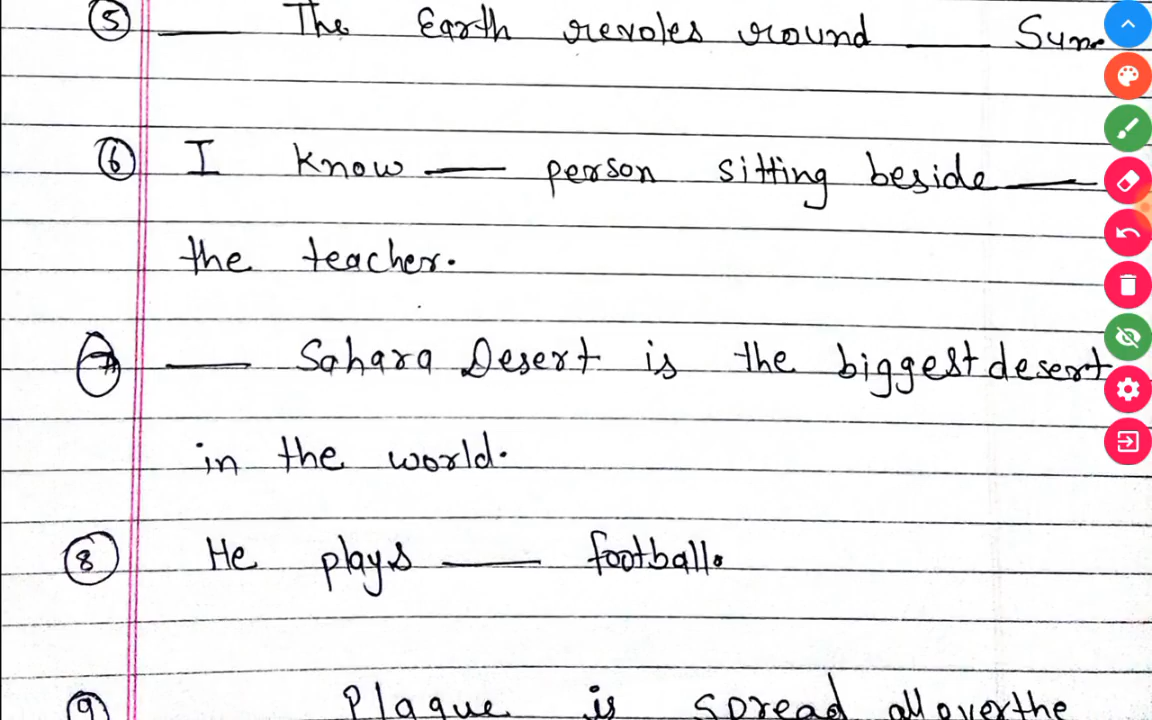 5 ___ The Earth revoles round ___ Sun.
6 I know ___ person sitting beside ___
the teacher.
7 ___ Sahara Desert is the biggest desert
in the world.
8 He plays ___ football.
9 Plague is spread all over the